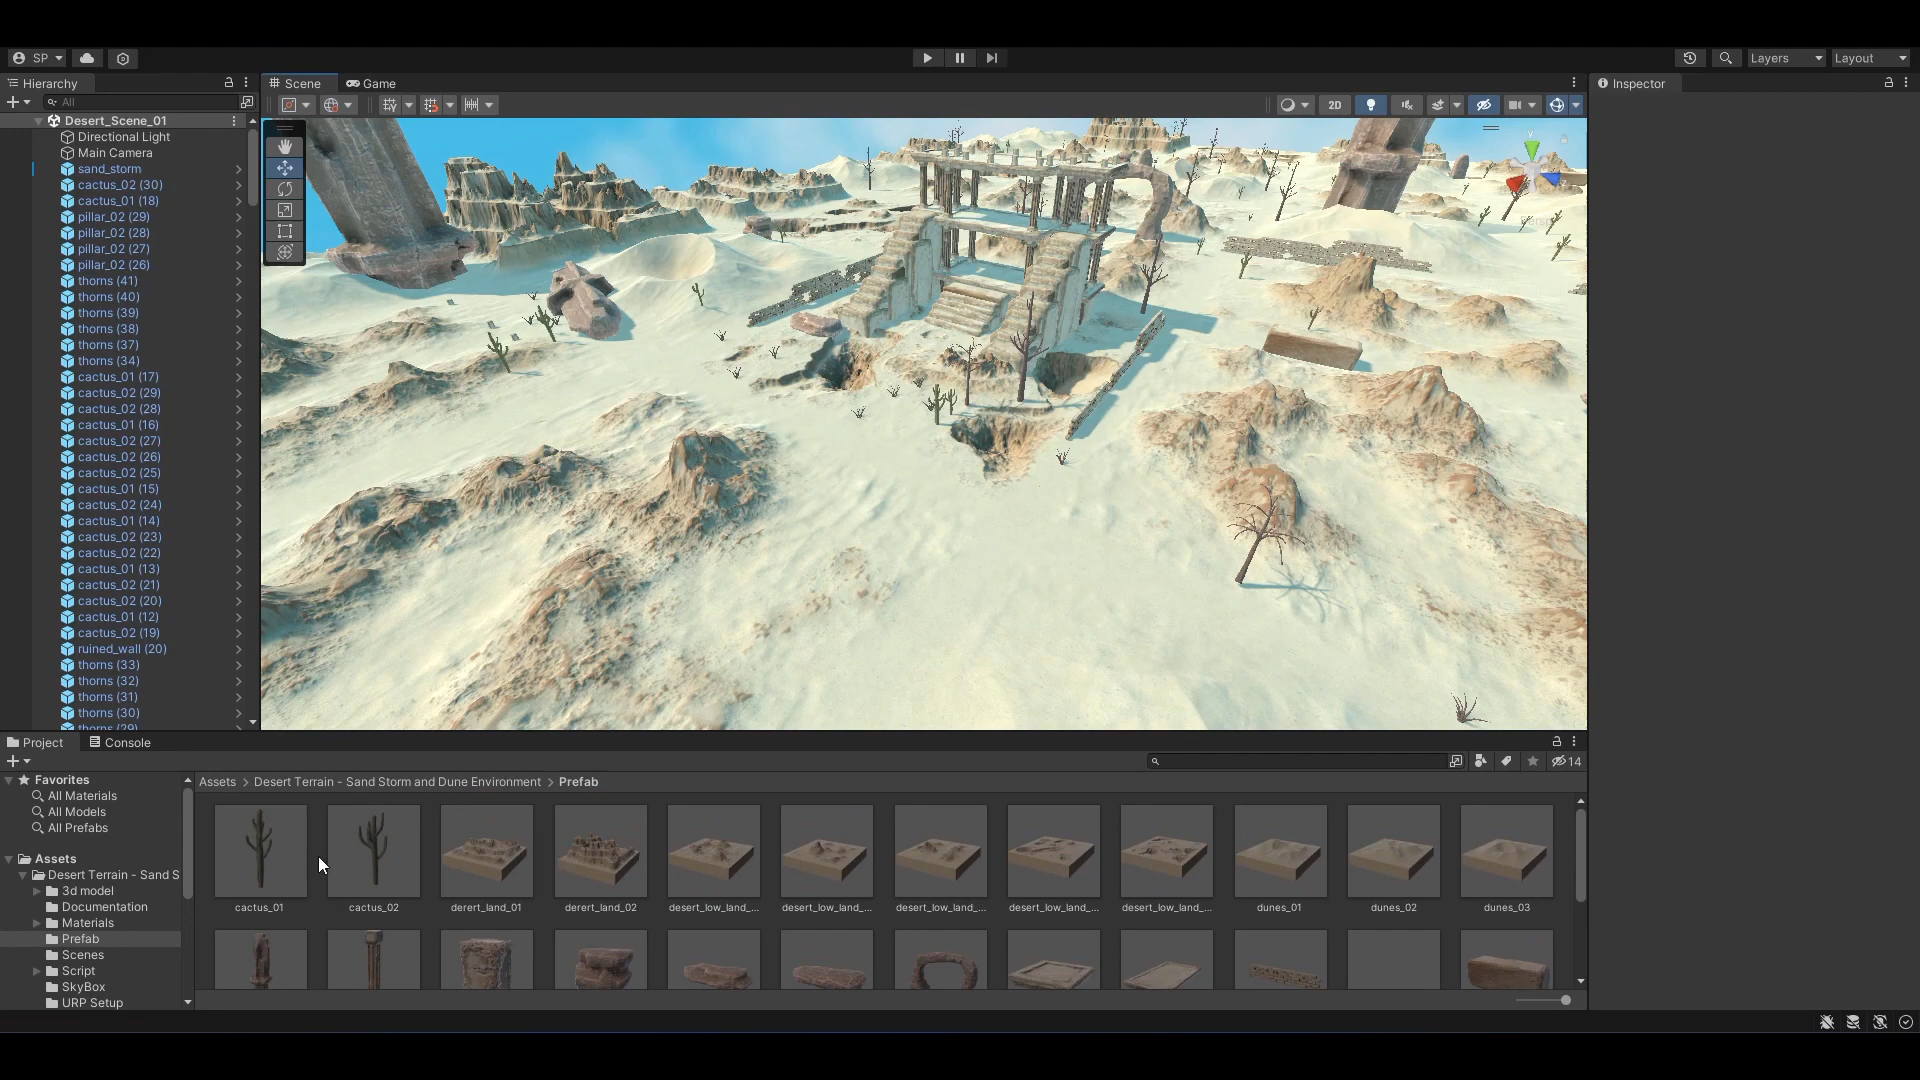 SP
Layers
Layout
Hierarchy
Scene
Game
Inspector
All
2D
Desert_Scene_01
Directional Light
Main Camera
sand_storm
cactus_02 (30)
cactus_01 (18)
pillar_02 (29)
pillar_02 (28)
pillar_02 (27)
pillar_02 (26)
thorns (41)
thorns (40)
thorns (39)
thorns (38)
thorns (37)
thorns (34)
cactus_01 (17)
cactus_02 (29)
cactus_02 (28)
cactus_01 (16)
cactus_02 (27)
cactus_02 (26)
cactus_02 (25)
cactus_01 (15)
cactus_02 (24)
cactus_01 (14)
cactus_02 (23)
cactus_02 (22)
cactus_01 (13)
cactus_02 (21)
cactus_02 (20)
cactus_01 (12)
cactus_02 (19)
ruined_wall (20)
thorns (33)
thorns (32)
thorns (31)
thorns (30)
thorns (29)
Project
Console
14
Favorites
All Materials
All Models
All Prefabs
Assets
Desert Terrain - Sand S
3d model
Documentation
Materials
Prefab
Scenes
Script
SkyBox
URP Setup
Assets > Desert Terrain - Sand Storm and Dune Environment > Prefab
cactus_01
cactus_02
derert_land_01
derert_land_02
desert_low_land_...
desert_low_land_...
desert_low_land_...
desert_low_land_...
desert_low_land_...
dunes_01
dunes_02
dunes_03